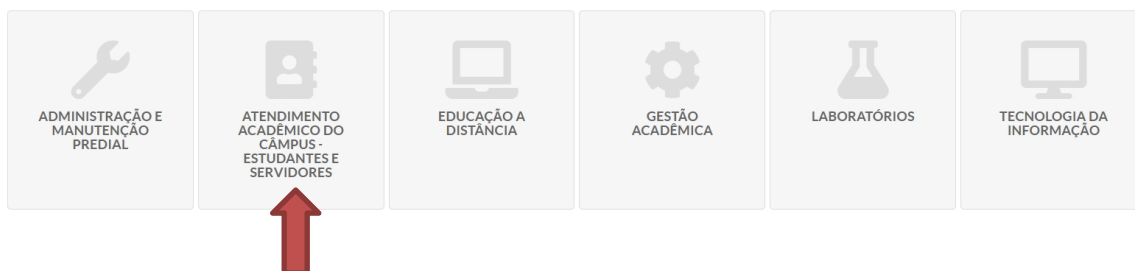 ADMINISTRAÇÃO E
MANUTENÇÃO
PREDIAL
ATENDIMENTO
ACADÊMICO DO
CÂMPUS -
ESTUDANTES E
SERVIDORES
EDUCAÇÃO A
DISTÂNCIA
GESTÃO
ACADÊMICA
LABORATÓRIOS
TECNOLOGIA DA
INFORMAÇÃO